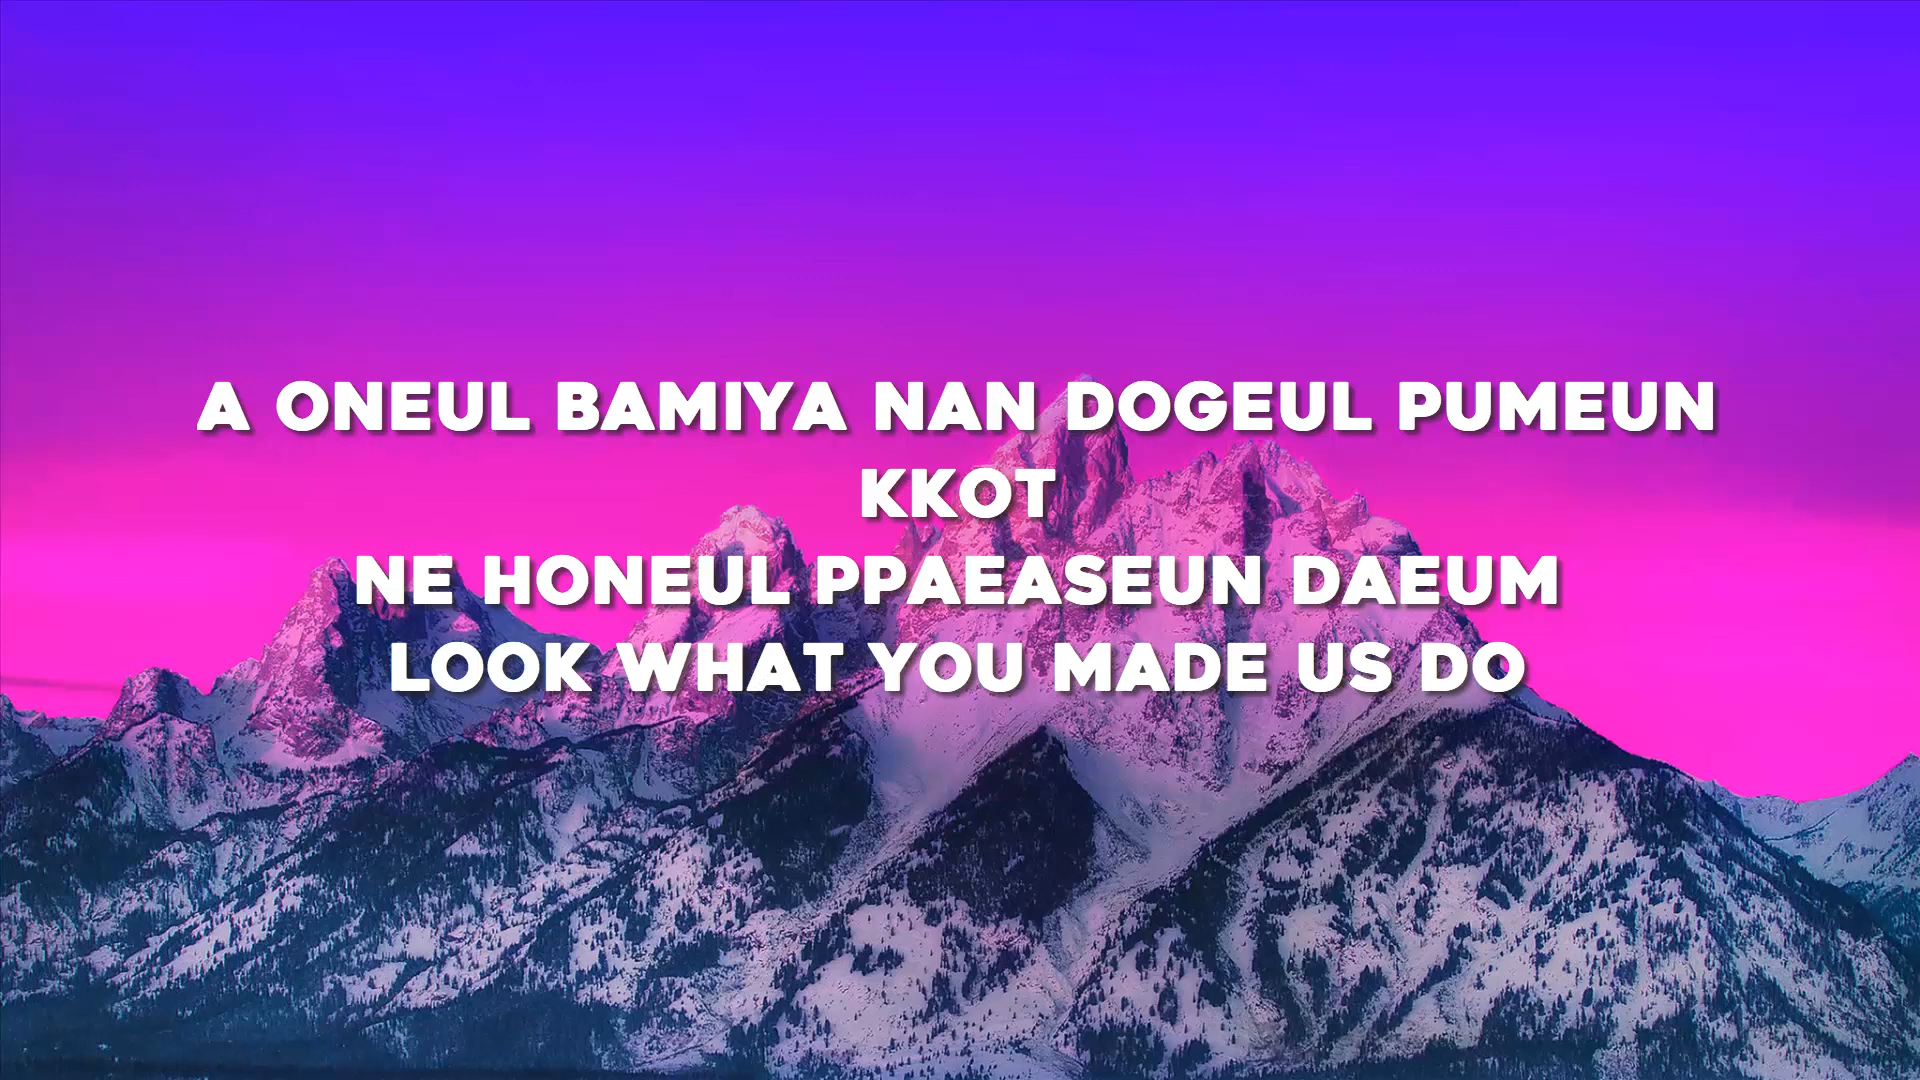 A ONEUL BAMIYA NAN DOGEUL PUMEUN
KKOT
NE HONEUL PPAEASEUN DAEUM
LOOK WHAT YOU MADE US DO